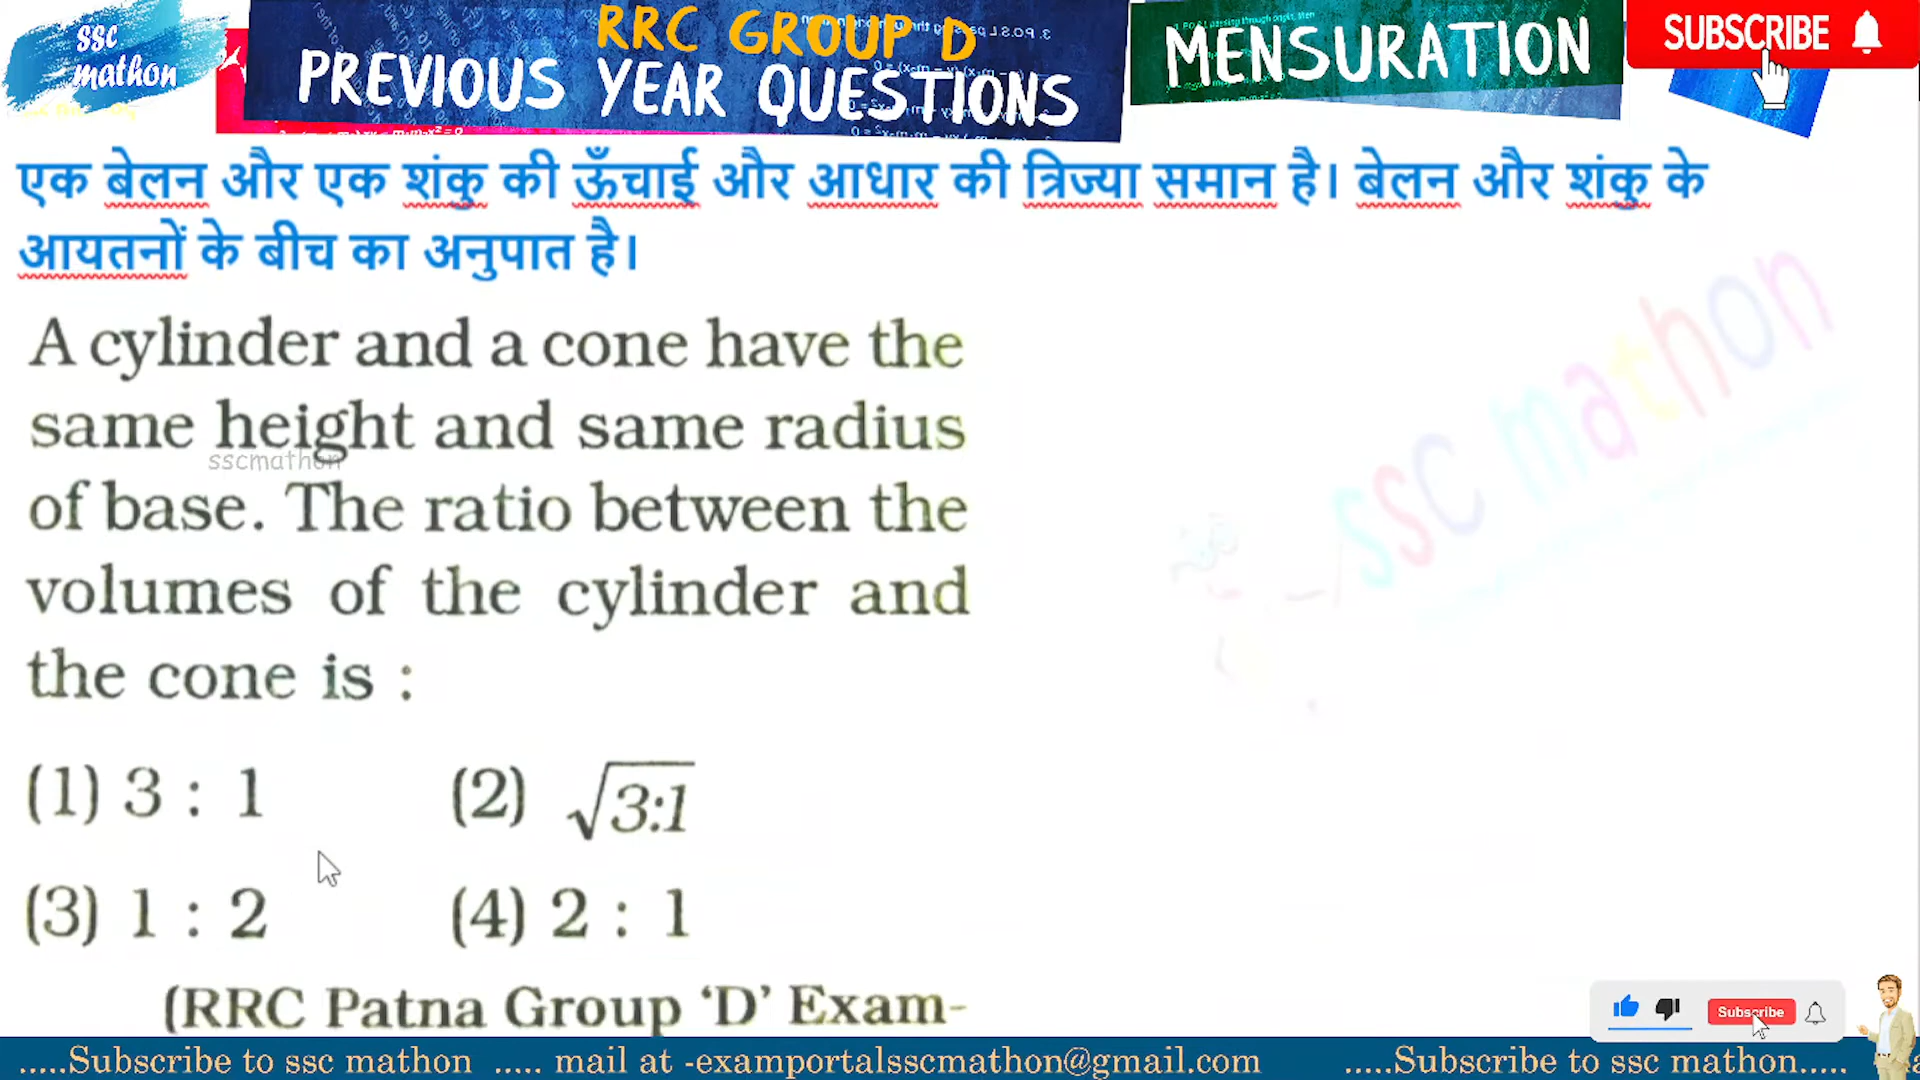 ssc
mathon
RRC GROUP D
PREVIOUS YEAR QUESTIONS
MENSURATION
SUBSCRIBE
एक बेलन और एक शंकु की ऊँचाई और आधार की त्रिज्या समान है। बेलन और शंकु के
आयतनों के बीच का अनुपात है।
A cylinder and a cone have the
same height and same radius
sscmathon
of base. The ratio between the
volumes of the cylinder and
the cone is :
(1) 3 : 1 (2) √3:1
(3) 1 : 2 (4) 2 : 1
(RRC Patna Group ‘D’ Exam-
ssc mathon
Subscribe
.....Subscribe to ssc mathon ..... mail at -examportalsscmathon@gmail.com .....Subscribe to ssc mathon.....